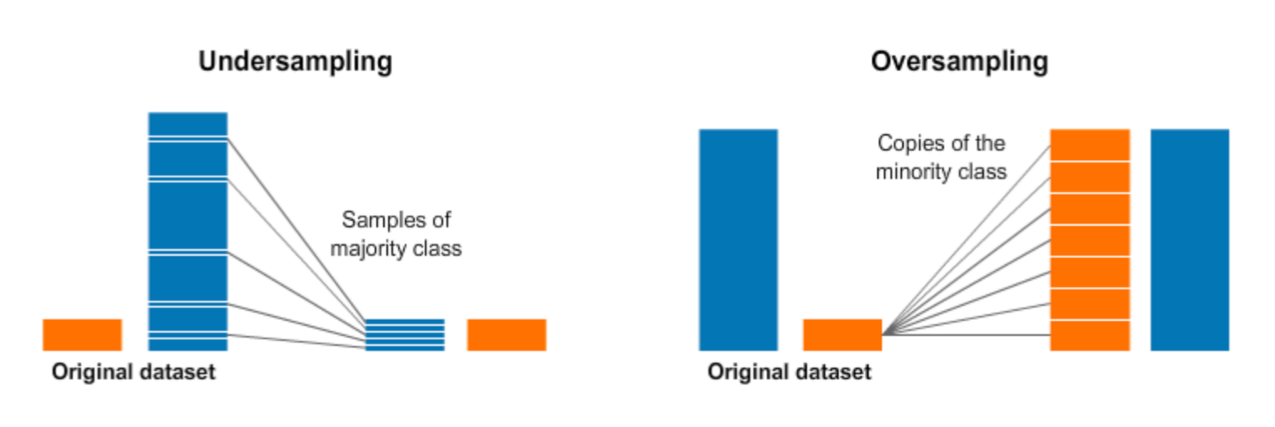 Undersampling
Samples of
majority class
Original dataset
Oversampling
Copies of the
minority class
Original dataset